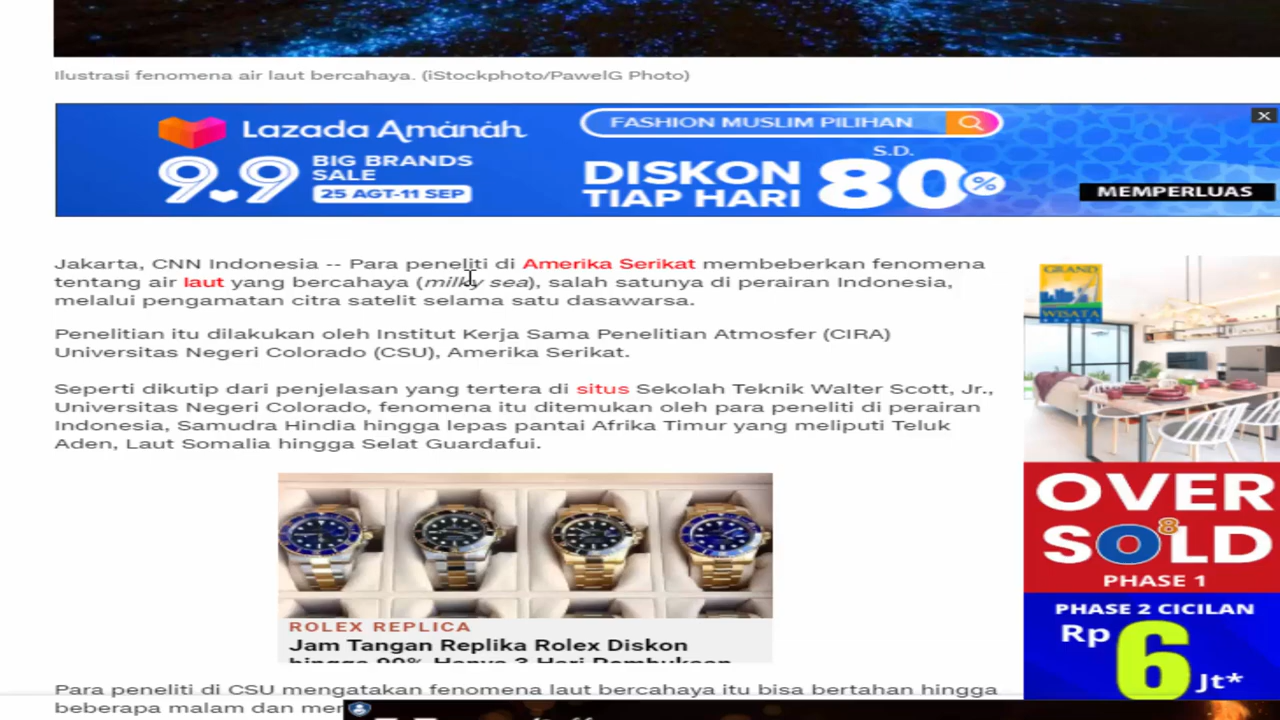 Ilustrasi fenomena air laut bercahaya. (iStockphoto/PawelG Photo)
Lazada Amanah
9.9 BIG BRANDS SALE
25 AGT-11 SEP
FASHION MUSLIM PILIHAN
DISKON TIAP HARI S.D. 80%
MEMPERLUAS
Jakarta, CNN Indonesia -- Para peneliti di Amerika Serikat membeberkan fenomena
tentang air laut yang bercahaya (milky sea), salah satunya di perairan Indonesia,
melalui pengamatan citra satelit selama satu dasawarsa.
Penelitian itu dilakukan oleh Institut Kerja Sama Penelitian Atmosfer (CIRA)
Universitas Negeri Colorado (CSU), Amerika Serikat.
Seperti dikutip dari penjelasan yang tertera di situs Sekolah Teknik Walter Scott, Jr.,
Universitas Negeri Colorado, fenomena itu ditemukan oleh para peneliti di perairan
Indonesia, Samudra Hindia hingga lepas pantai Afrika Timur yang meliputi Teluk
Aden, Laut Somalia hingga Selat Guardafui.
ROLEX REPLICA
Jam Tangan Replika Rolex Diskon
hingga 90% Hanya 3 Hari Pembukaan
Para peneliti di CSU mengatakan fenomena laut bercahaya itu bisa bertahan hingga
beberapa malam dan
GRAND
WISATA
OVER
SOLD
8
PHASE 1
PHASE 2 CICILAN
Rp 6 Jt*